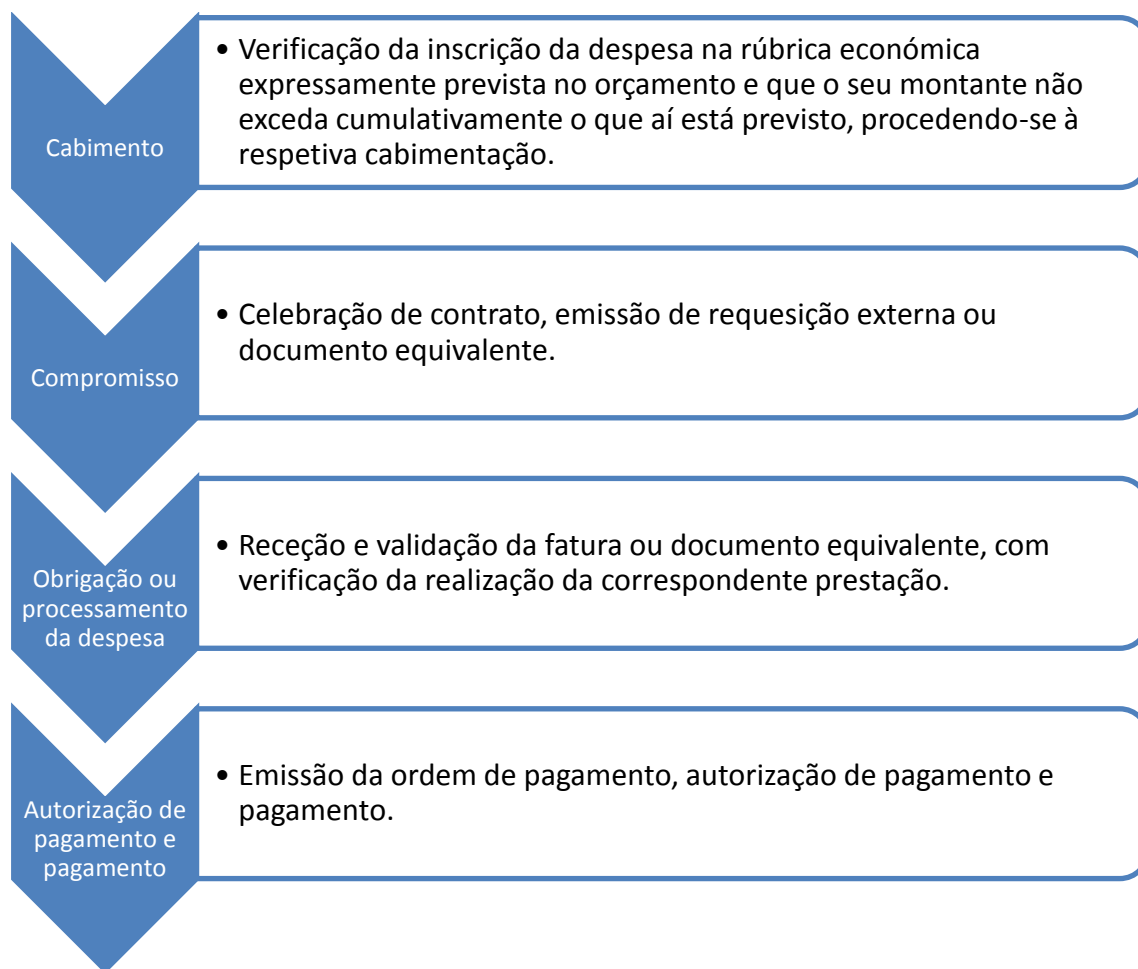 Cabimento
• Verificação da inscrição da despesa na rúbrica económica
expressamente prevista no orçamento e que o seu montante não
exceda cumulativamente o que aí está previsto, procedendo-se à
respetiva cabimentação.
Compromisso
• Celebração de contrato, emissão de requesição externa ou
documento equivalente.
Obrigação ou
processamento
da despesa
• Receção e validação da fatura ou documento equivalente, com
verificação da realização da correspondente prestação.
Autorização de
pagamento e
pagamento
• Emissão da ordem de pagamento, autorização de pagamento e
pagamento.